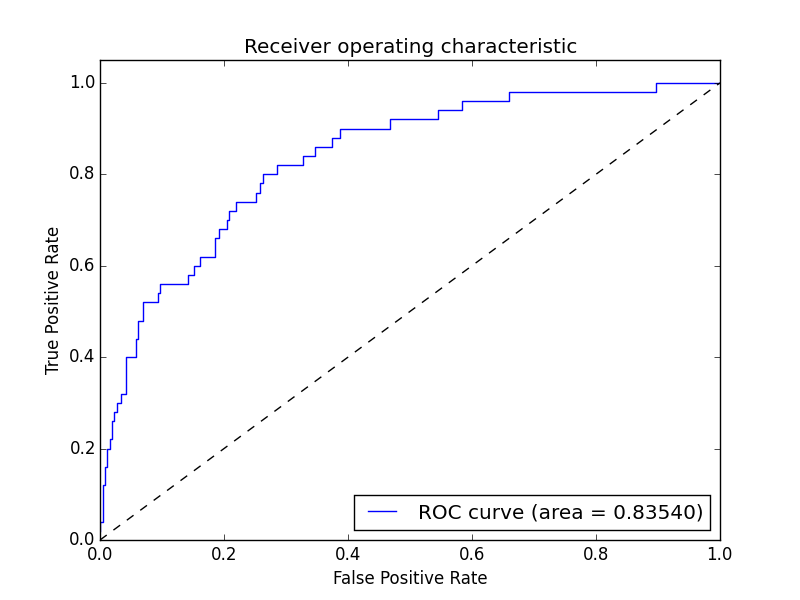 Receiver operating characteristic
1.0
0.8
0.6
0.4
0.2
0.0
True Positive Rate
ROC curve (area = 0.83540)
0.0 0.2 0.4 0.6 0.8 1.0
False Positive Rate